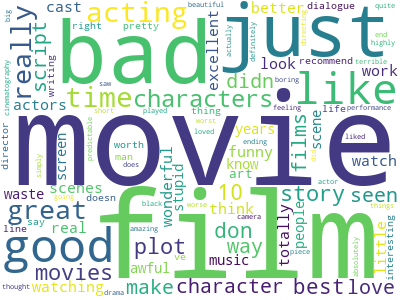 cast
acting
better
dialogue
quite
big
beautiful
directing
end
highly
right
pretty
actually
definitely
terrible
really
script
writing
bad
excellent
just
cinematography
saw
look
recommend
work
boring
time
characters
didn
like
actors
short
played
thing
feeling
performance
director
predictable
loved
ending
years
films
scene
life
liked
screen
worth
man
does
movie
wonderful
funny
know
watch
waste
scenes
doesn
stupid
10
art
worst
did
actor
simply
going
great
say
real
black
worse
think
camera
totally
people
story
seen
things
line
amazing
film
good
plot
don
way
piece
absolutely
little
interesting
movies
awful
ve
music
thought
watching
drama
make
character
best
love